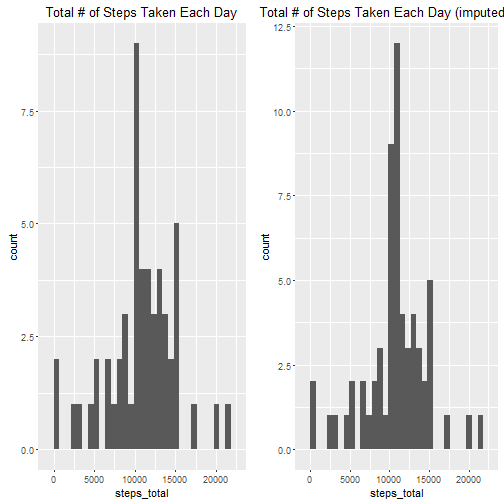 Total # of Steps Taken Each Day
7.5
5.0
2.5
0.0
count
0 5000 10000 15000 20000
steps_total
Total # of Steps Taken Each Day (imputed
12.5
10.0
7.5
5.0
2.5
0.0
count
0 5000 10000 15000 20000
steps_total